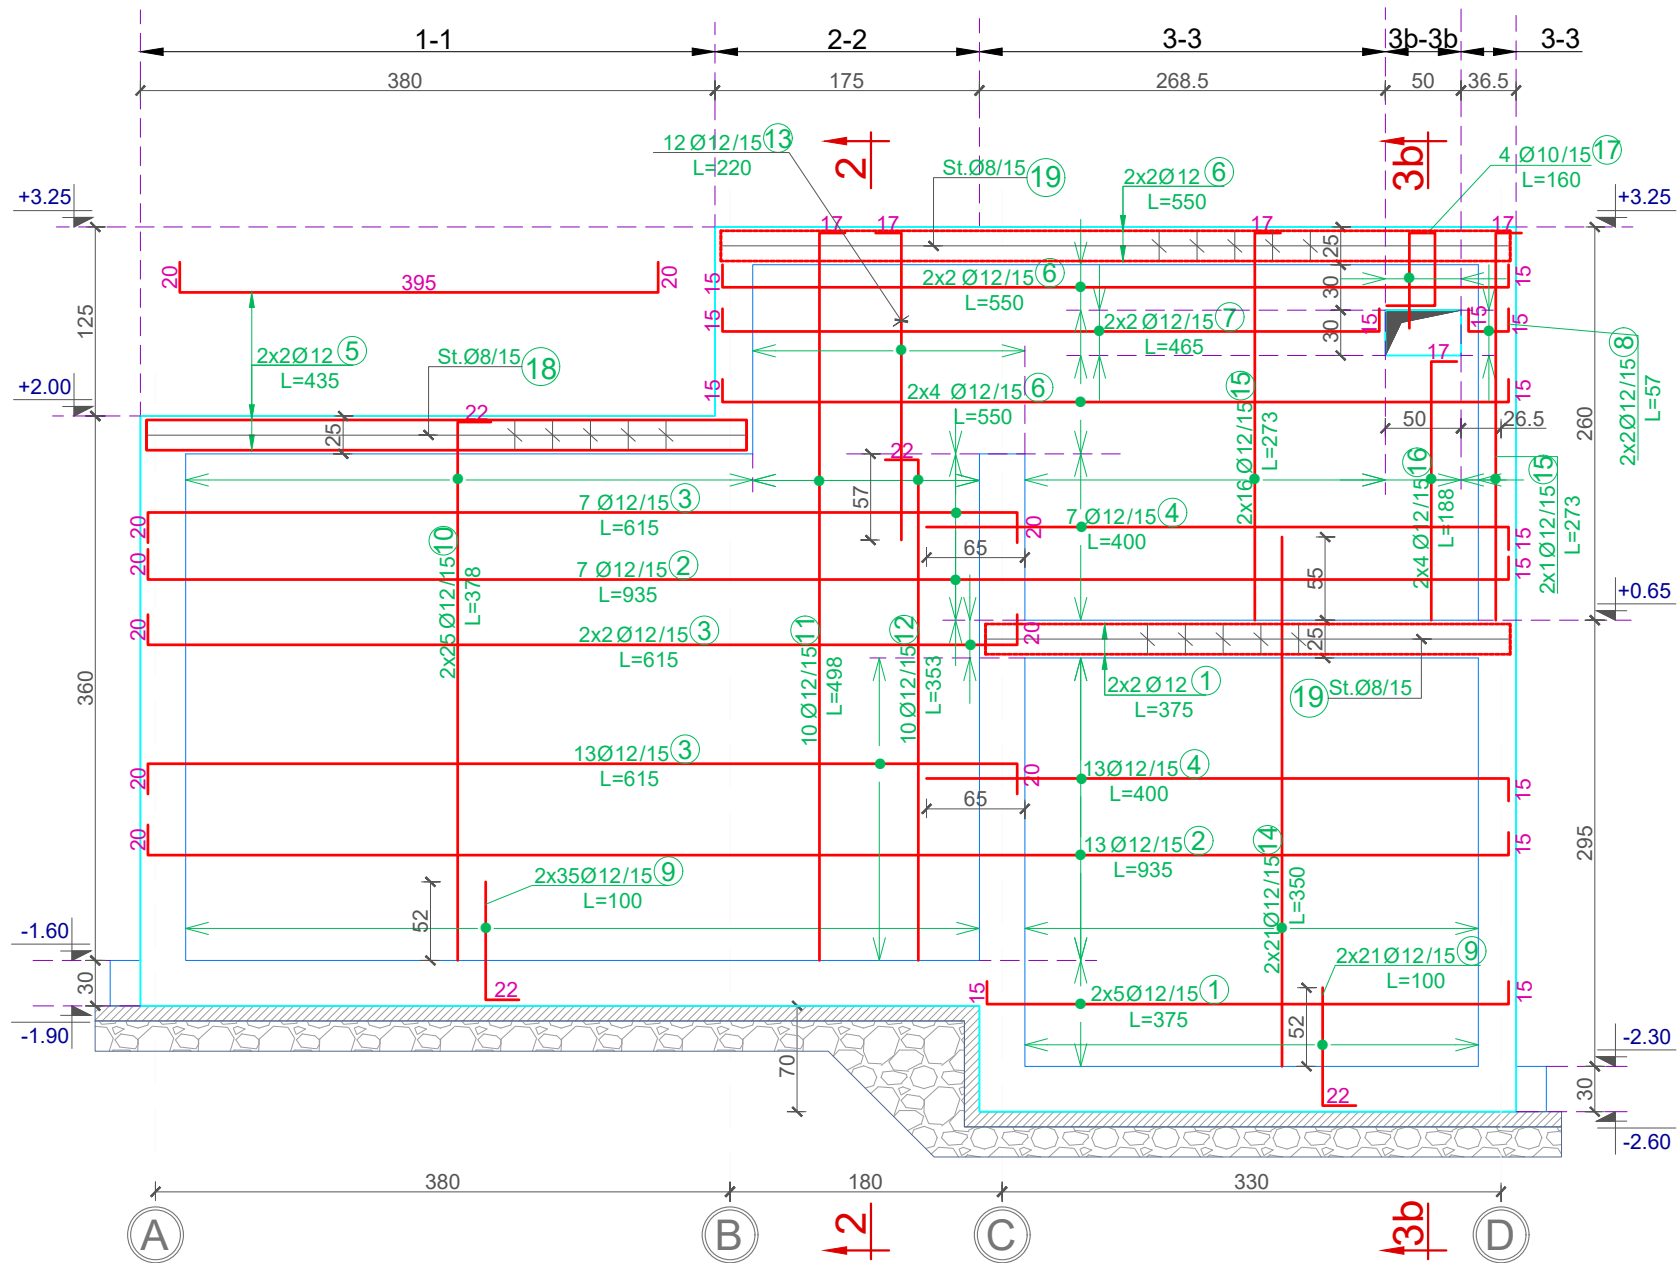 1-1 2-2 3-3 3b-3b 3-3
380 175 268.5 50 36.5
12 Ø12/15 13
L=220
2
St.Ø8/15 19
2x2Ø12 6
L=550
3b
4 Ø10/15 17
L=160
+3.25
+3.25
17 17 17 17
25
20 395 20
15 2x2 Ø12/15 6 15
L=550
30
125
15 2x2 Ø12/15 7 15 15 15
L=465
30
2x2Ø12 5
L=435
St.Ø8/15 18
17
2x2Ø12/15 8
L=57
+2.00
15 2x4 Ø12/15 6 15
L=550
2x16 Ø12/15 15
L=273
50 26.5
260
22
25
22
57
2x4 Ø12/15 16
L=188
2x1Ø12/15 15
L=273
20 7 Ø12/15 3 20
L=615
7 Ø12/15 4 15
L=400
65
20 7 Ø12/15 2 15
L=935
55
2x25 Ø12/15 10
L=378
+0.65
20 2x2 Ø12/15 3 20
L=615
25
10 Ø12/15 11
L=498
10 Ø12/15 12
L=353
2x2 Ø12 1
L=375
19 St.Ø8/15
360
20 13Ø12/15 3 20
L=615
13Ø12/15 4 15
L=400
65
20 13 Ø12/15 2 15
L=935
295
2x21Ø12/15 14
L=350
2x35Ø12/15 9
L=100
52
-1.60
2x21Ø12/15 9
L=100
30
22
15 2x5Ø12/15 1 15
L=375
52
-1.90
70
-2.30
22
30
-2.60
380 180 330
A B 2 C 3b D